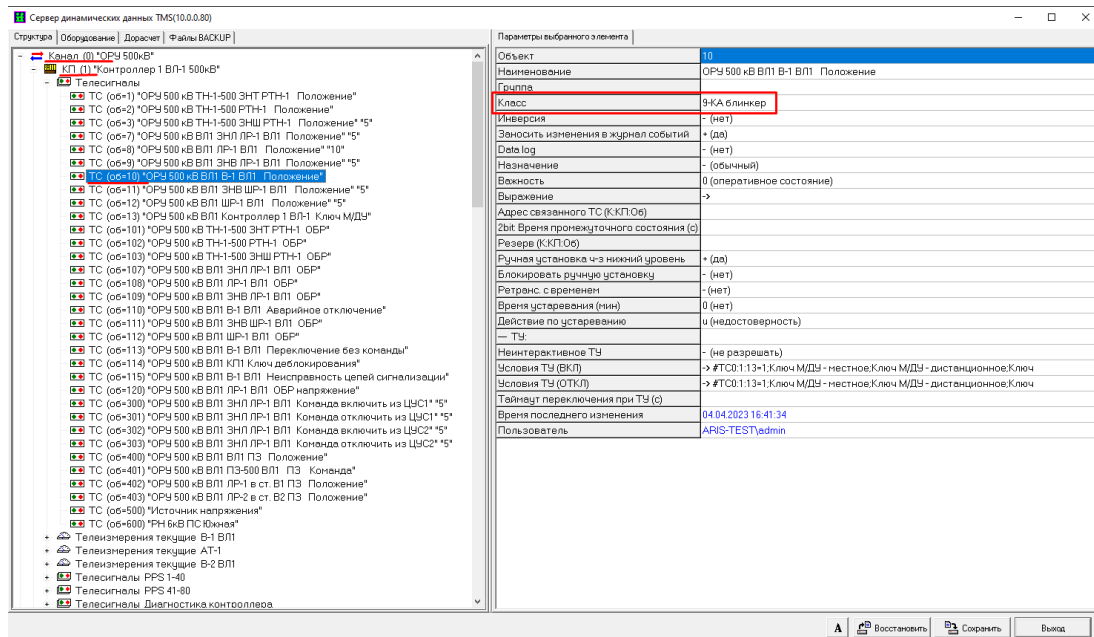 Сервер динамических данных TMS(10.0.0.80)
Структура Оборудование Дорасчет Файлы BACKUP
Канал (0) "ОРУ 500кВ"
КП (1) "Контроллер 1 ВЛ-1 500кВ"
Телесигналы
ТС (об=1) "ОРУ 500 кВ ТН-1-500 ЗНТ РТН-1 Положение"
ТС (об=2) "ОРУ 500 кВ ТН-1-500 РТН-1 Положение"
ТС (об=3) "ОРУ 500 кВ ТН-1-500 ЗНШ РТН-1 Положение"
ТС (об=7) "ОРУ 500 кВ ВЛ1 ЗНЛ ЛР-1 ВЛ1 Положение" "5"
ТС (об=8) "ОРУ 500 кВ ВЛ1 ЛР-1 ВЛ1 Положение" "10"
ТС (об=9) "ОРУ 500 кВ ВЛ1 ЗНВ ЛР-1 ВЛ1 Положение" "5"
ТС (об=10) "ОРУ 500 кВ ВЛ1 В-1 ВЛ1 Положение"
ТС (об=11) "ОРУ 500 кВ ВЛ1 ЗНВ ШР-1 ВЛ1 Положение" "5"
ТС (об=12) "ОРУ 500 кВ ВЛ1 ШР-1 ВЛ1 Положение" "5"
ТС (об=13) "ОРУ 500 кВ ВЛ1 Контроллер 1 ВЛ-1 Ключ М/ДУ"
ТС (об=101) "ОРУ 500 кВ ТН-1-500 ЗНТ РТН-1 ОБР"
ТС (об=102) "ОРУ 500 кВ ТН-1-500 РТН-1 ОБР"
ТС (об=103) "ОРУ 500 кВ ТН-1-500 ЗНШ РТН-1 ОБР"
ТС (об=107) "ОРУ 500 кВ ВЛ1 ЗНЛ ЛР-1 ВЛ1 ОБР"
ТС (об=108) "ОРУ 500 кВ ВЛ1 ЛР-1 ВЛ1 ОБР"
ТС (об=109) "ОРУ 500 кВ ВЛ1 ЗНВ ЛР-1 ВЛ1 ОБР"
ТС (об=110) "ОРУ 500 кВ ВЛ1 В-1 ВЛ1 Аварийное отключение"
ТС (об=111) "ОРУ 500 кВ ВЛ1 ЗНВ ШР-1 ВЛ1 ОБР"
ТС (об=112) "ОРУ 500 кВ ВЛ1 ШР-1 ВЛ1 ОБР"
ТС (об=113) "ОРУ 500 кВ ВЛ1 В-1 ВЛ1 Переключение без команды"
ТС (об=114) "ОРУ 500 кВ ВЛ1 КП1 Ключ деблокирования"
ТС (об=115) "ОРУ 500 кВ ВЛ1 В-1 ВЛ1 Неисправность цепей сигнализации"
ТС (об=120) "ОРУ 500 кВ ВЛ1 ЛР-1 ВЛ1 ОБР напряжение"
ТС (об=300) "ОРУ 500 кВ ВЛ1 ЗНЛ ЛР-1 ВЛ1 Команда включить из ЦУС1" "5"
ТС (об=301) "ОРУ 500 кВ ВЛ1 ЗНЛ ЛР-1 ВЛ1 Команда отключить из ЦУС1" "5"
ТС (об=302) "ОРУ 500 кВ ВЛ1 ЗНЛ ЛР-1 ВЛ1 Команда включить из ЦУС2" "5"
ТС (об=303) "ОРУ 500 кВ ВЛ1 ЗНЛ ЛР-1 ВЛ1 Команда отключить из ЦУС2" "5"
ТС (об=400) "ОРУ 500 кВ ВЛ1 ВЛ1 ПЗ Положение"
ТС (об=401) "ОРУ 500 кВ ВЛ1 ПЗ-500 ВЛ1 ПЗ Команда"
ТС (об=402) "ОРУ 500 кВ ВЛ1 ЛР-1 в ст. В1 ПЗ Положение"
ТС (об=403) "ОРУ 500 кВ ВЛ1 ЛР-2 в ст. В2 ПЗ Положение"
ТС (об=500) "Источник напряжения"
ТС (об=600) "РН 6кВ ПС Южная"
Телеизмерения текущие В-1 ВЛ1
Телеизмерения текущие АТ-1
Телеизмерения текущие В-2 ВЛ1
Телесигналы PPS 1-40
Телесигналы PPS 41-80
Телесигналы Диагностика контроллера
Параметры выбранного элемента
Объект 10
Наименование ОРУ 500 кВ ВЛ1 В-1 ВЛ1 Положение
Группа
Класс 9-КА блинкер
Инверсия - (нет)
Заносить изменения в журнал событий + (да)
Data log - (нет)
Назначение - (обычный)
Важность 0 (оперативное состояние)
Выражение ->
Адрес связанного ТС (К:КП:Об)
2bit Время промежуточного состояния (с)
Резерв (К:КП:Об)
Ручная установка ч-з нижний уровень + (да)
Блокировать ручную установку - (нет)
Ретранс. с временем - (нет)
Время устаревания (мин) 0 (нет)
Действие по устареванию u (недостоверность)
— ТУ:
Неинтерактивное ТУ - (не разрешать)
Условия ТУ (ВКЛ) -> #TC0:1:13=1;Ключ М/ДУ - местное;Ключ М/ДУ - дистанционное;Ключ
Условия ТУ (ОТКЛ) -> #TC0:1:13=1;Ключ М/ДУ - местное;Ключ М/ДУ - дистанционное;Ключ
Таймаут переключения при ТУ (с)
Время последнего изменения 04.04.2023 16:41:34
Пользователь ARIS-TEST\admin
A Восстановить Сохранить Выход